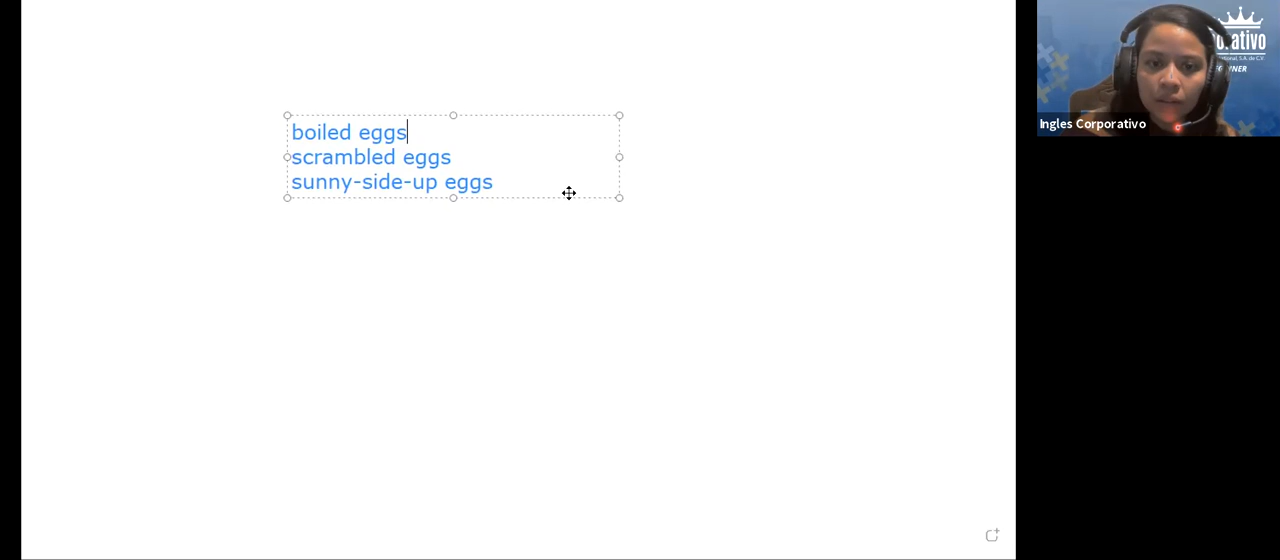 boiled eggs
scrambled eggs
sunny-side-up eggs
Ingles Corporativo